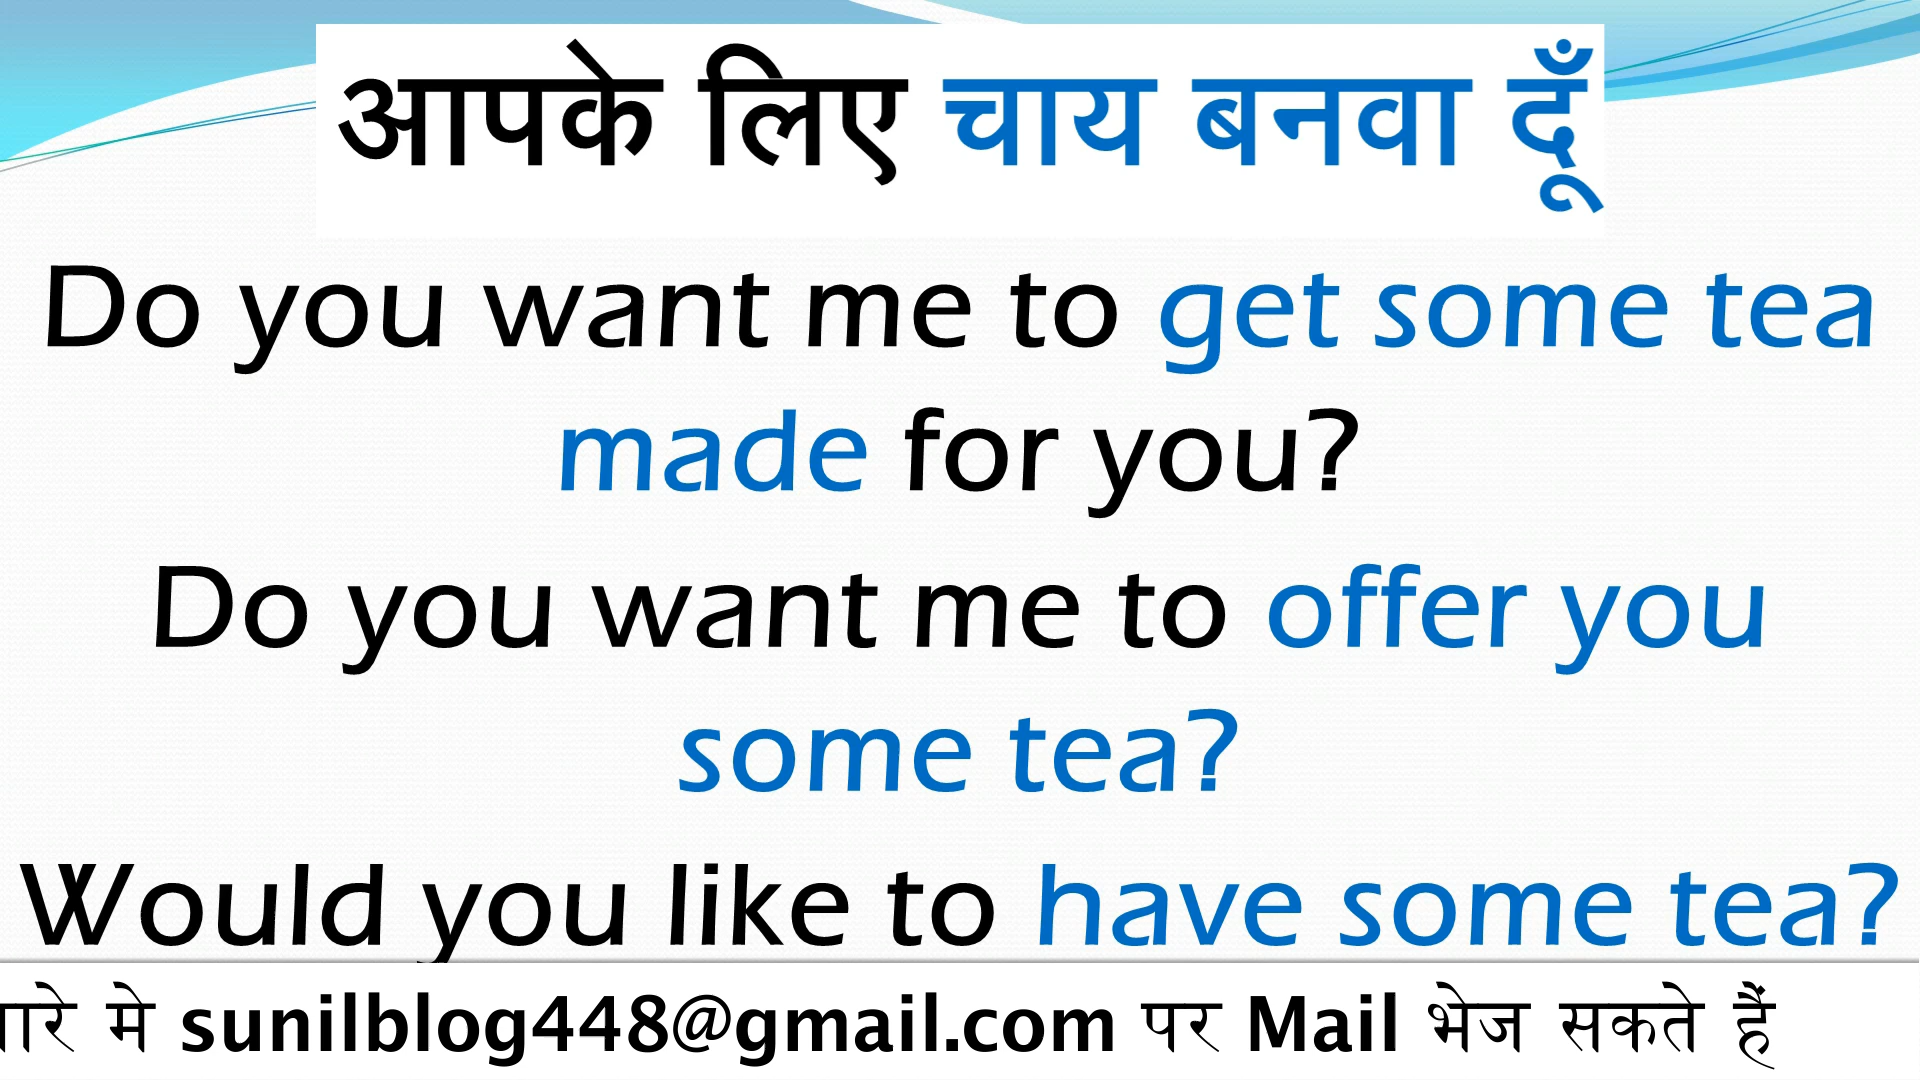 आपके लिए चाय बनवा दूँ
Do you want me to get some tea
made for you?
Do you want me to offer you
some tea?
Would you like to have some tea?
मे sunilblog448@gmail.com पर Mail भेज सकते हैं